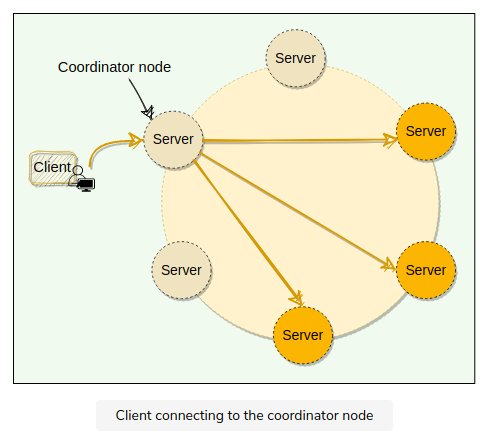 Server
Coordinator node
Server
Server
Client
Server
Server
Server
Client connecting to the coordinator node